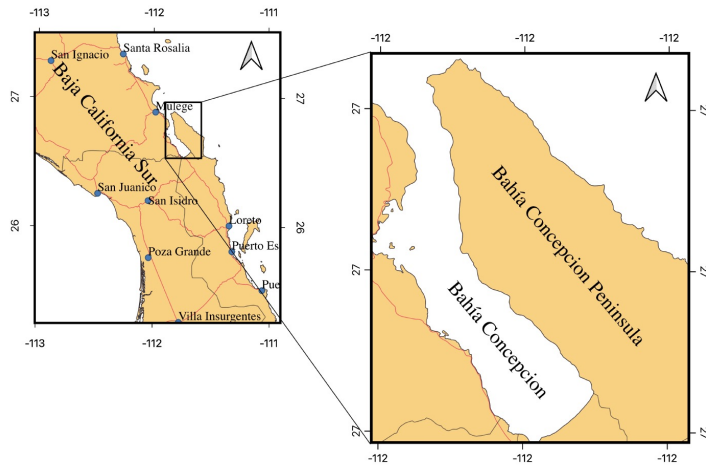 -113
-112
-111
-112
-112
-112
San Ignacio
Santa Rosalia
Baja California Sur
27
27
Mulege
27
27
San Juanico
San Isidro
26
26
Loreto
Puerto Es
Poza Grande
Pue
Villa Insurgentes
-113
-112
-111
Bahía Concepcion Peninsula
27
27
Bahía Concepcion
27
27
-112
-112
-112